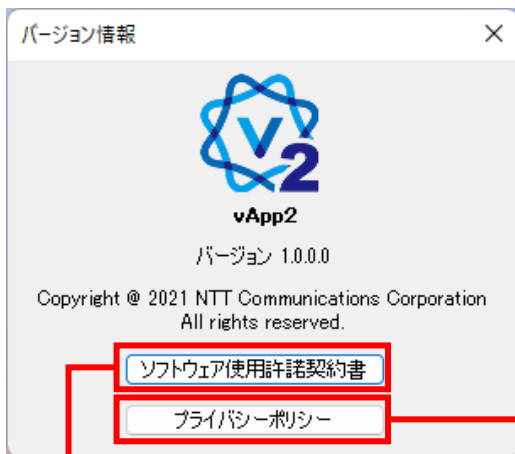 バージョン情報
V2
vApp2
バージョン 1.0.0.0
Copyright @ 2021 NTT Communications Corporation
All rights reserved.
ソフトウェア使用許諾契約書
プライバシーポリシー